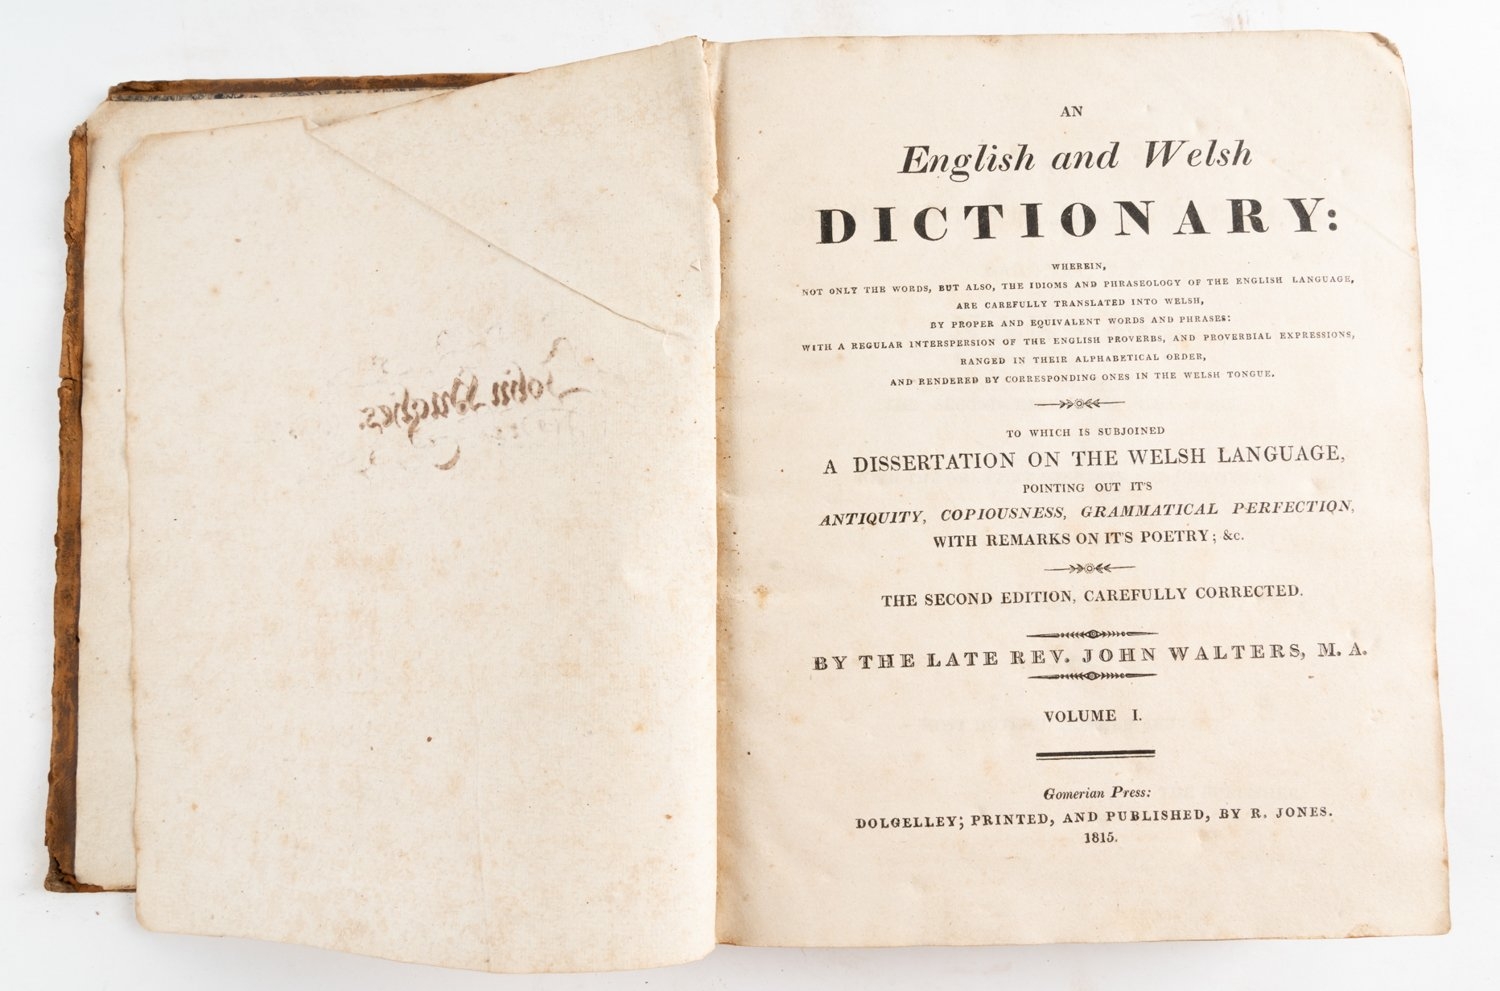 John Hughes
AN
English and Welsh
DICTIONARY:
WHEREIN,
NOT ONLY THE WORDS, BUT ALSO, THE IDIOMS AND PHRASEOLOGY OF THE ENGLISH LANGUAGE,
ARE CAREFULLY TRANSLATED INTO WELSH,
BY PROPER AND EQUIVALENT WORDS AND PHRASES:
WITH A REGULAR INTERSPERSION OF THE ENGLISH PROVERBS, AND PROVERBIAL EXPRESSIONS,
RANGED IN THEIR ALPHABETICAL ORDER,
AND RENDERED BY CORRESPONDING ONES IN THE WELSH TONGUE.
TO WHICH IS SUBJOINED
A DISSERTATION ON THE WELSH LANGUAGE,
POINTING OUT IT'S
ANTIQUITY, COPIOUSNESS, GRAMMATICAL PERFECTION,
WITH REMARKS ON IT'S POETRY; &c.
THE SECOND EDITION, CAREFULLY CORRECTED.
BY THE LATE REV. JOHN WALTERS, M. A.
VOLUME I.
Gomerian Press:
DOLGELLEY; PRINTED, AND PUBLISHED, BY R. JONES.
1815.